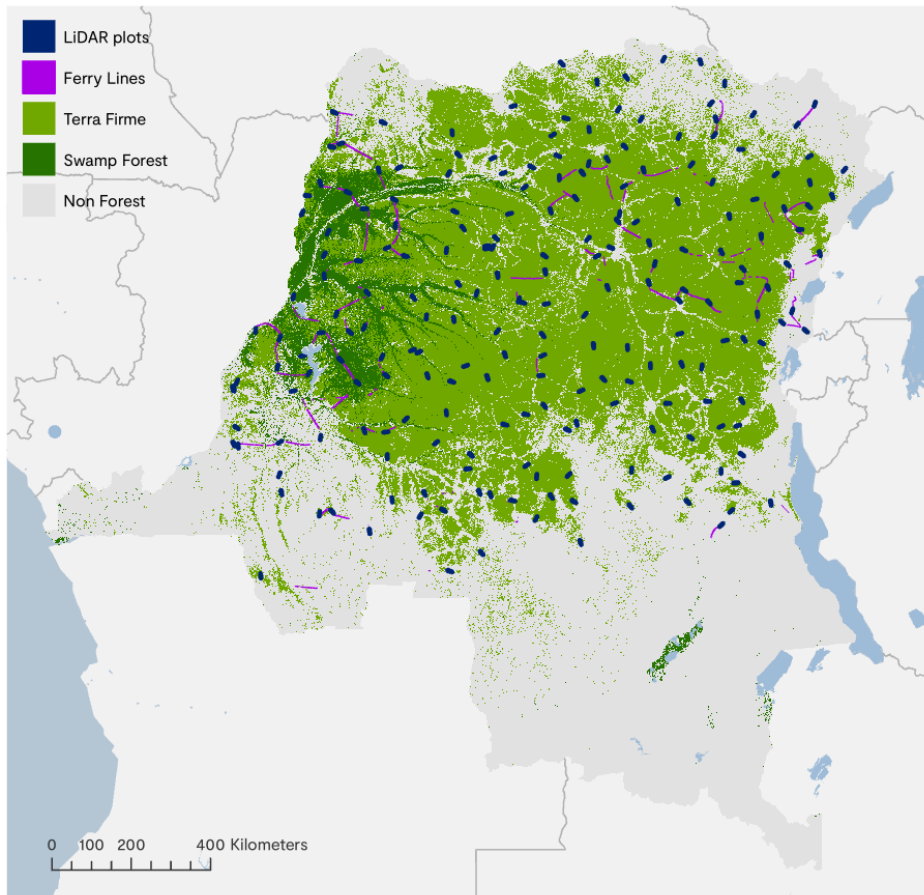 LiDAR plots
Ferry Lines
Terra Firme
Swamp Forest
Non Forest
0 100 200 400 Kilometers